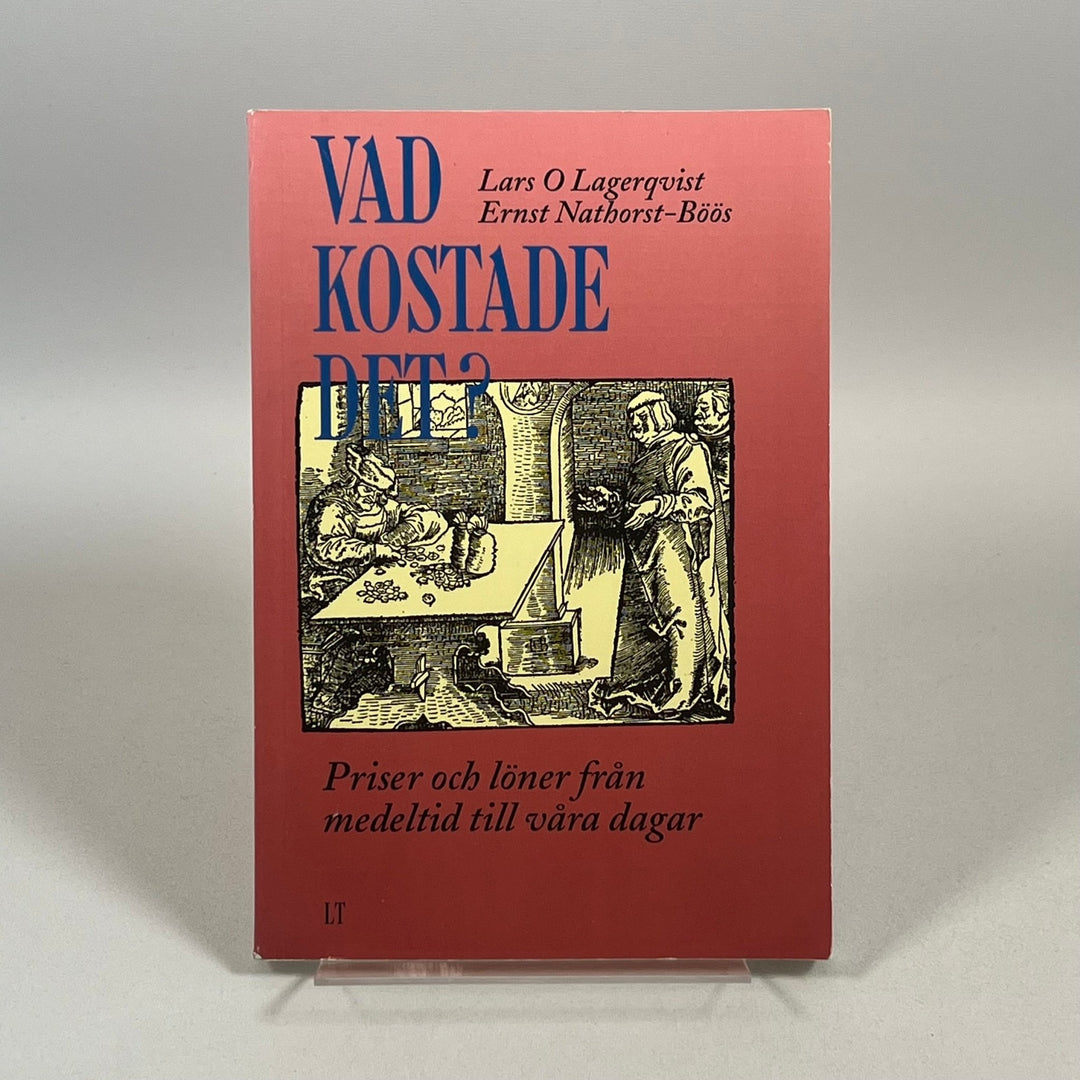 VAD
KOSTADE
DET?
Lars O Lagerqvist
Ernst Nathorst-Böös
Priser och löner från
medeltid till våra dagar
LT